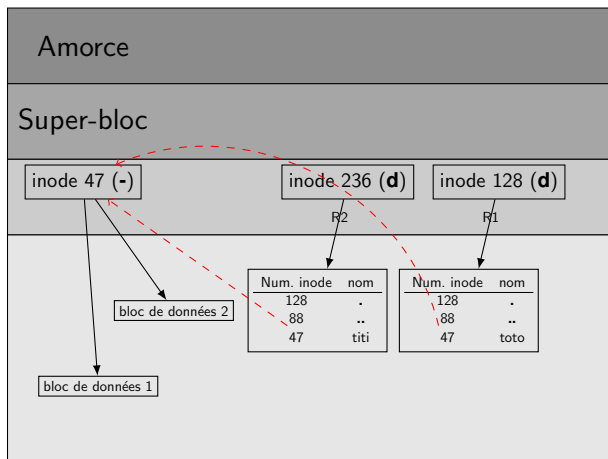 Amorce
Super-bloc
inode 47 (-)
inode 236 (d)
inode 128 (d)
R2
R1
Num. inode nom
128 .
88 ..
47 titi
Num. inode nom
128 .
88 ..
47 toto
bloc de données 2
bloc de données 1